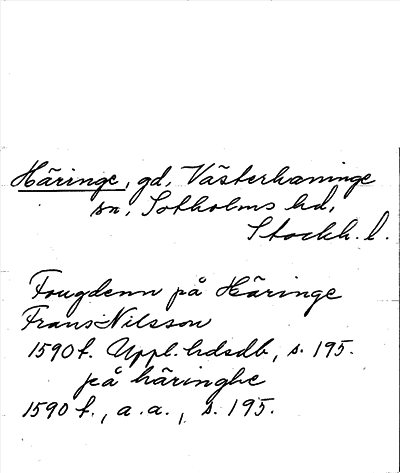 Häringe, gd, Västerhaninge
sn, Sotholms hd,
Stockh. l.
Fougdenn på Häringe
Frans Nilsson
1590 f. Uppl. hdsdb, s. 195.
på häringhe
1590 f., a.a., s. 195.